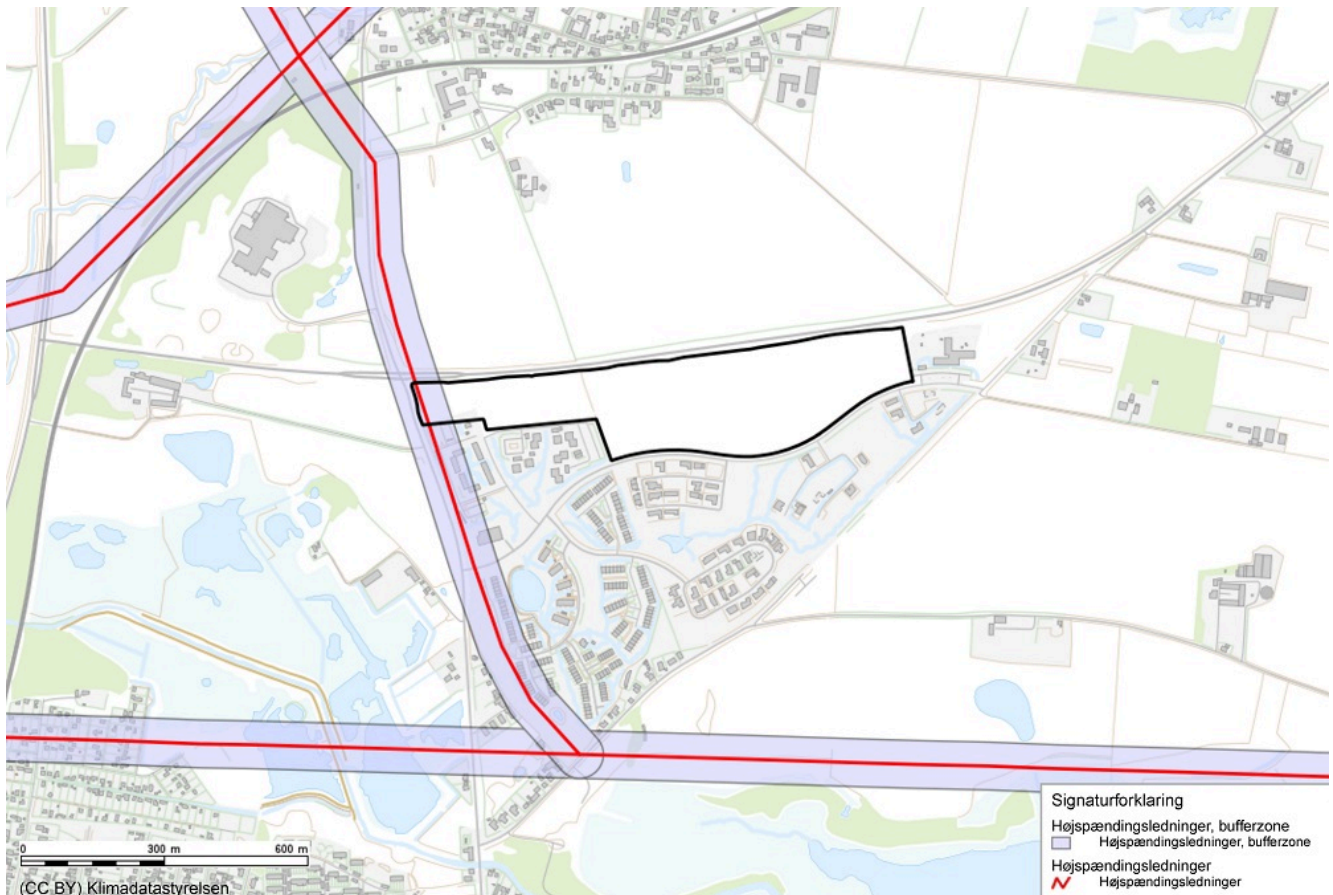 Signaturforklaring
Højspændingsledninger, bufferzone
Højspændingsledninger, bufferzone
Højspændingsledninger
Højspændingsledninger
0 300 m 600 m
(CC BY) Klimadatastyrelsen